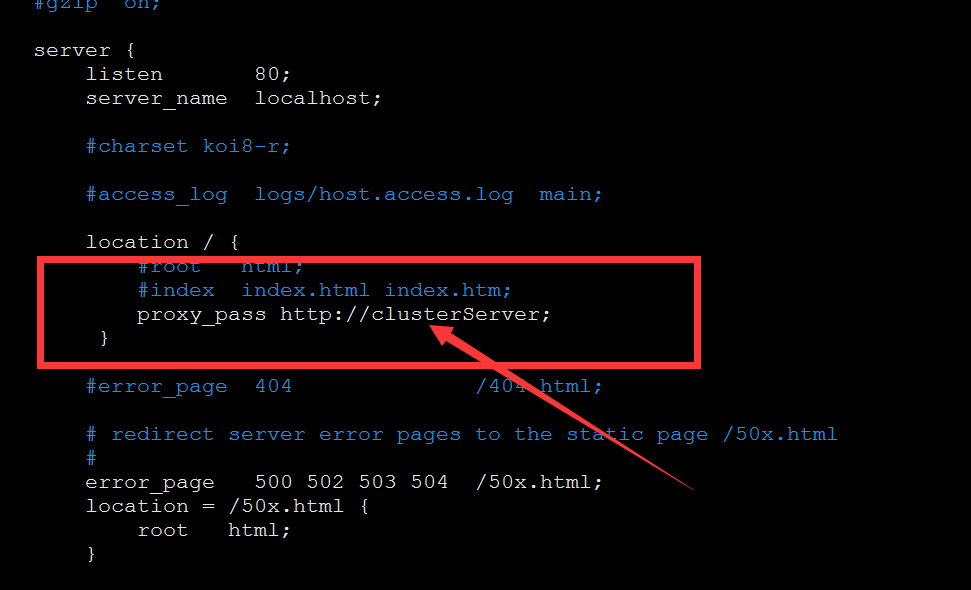 #gzip  on;
server {
listen       80;
server_name  localhost;
#charset koi8-r;
#access_log  logs/host.access.log  main;
location / {
#root   html;
#index  index.html index.htm;
proxy_pass http://clusterServer;
}
#error_page  404              /404.html;
# redirect server error pages to the static page /50x.html
#
error_page   500 502 503 504  /50x.html;
location = /50x.html {
root   html;
}